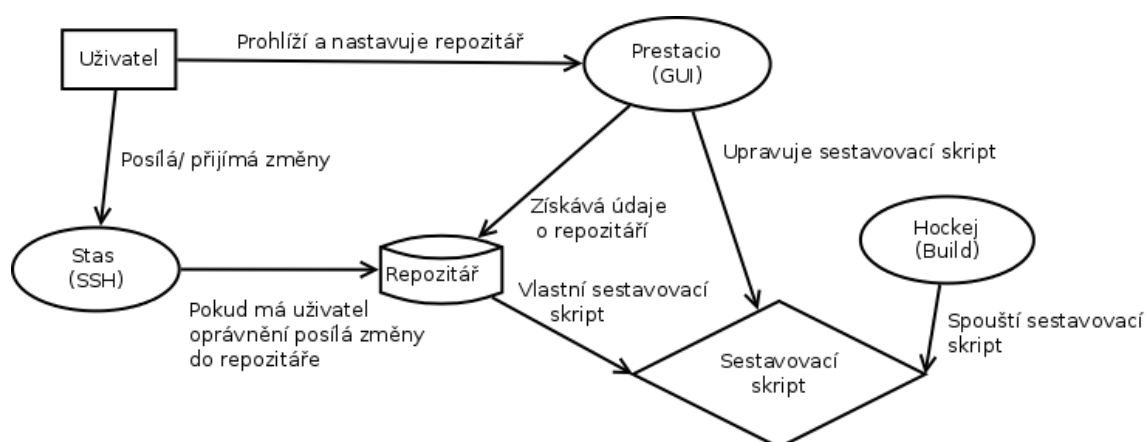 Uživatel
Prohlíží a nastavuje repozitář
Prestacio
(GUI)
Posílá/ přijímá změny
Upravuje sestavovací skript
Získává údaje
o repozitáří
Hockej
(Build)
Stas
(SSH)
Repozitář
Pokud má uživatel
oprávnění posílá změny
do repozitáře
Vlastní sestavovací
skript
Spouští sestavovací
skript
Sestavovací
skript